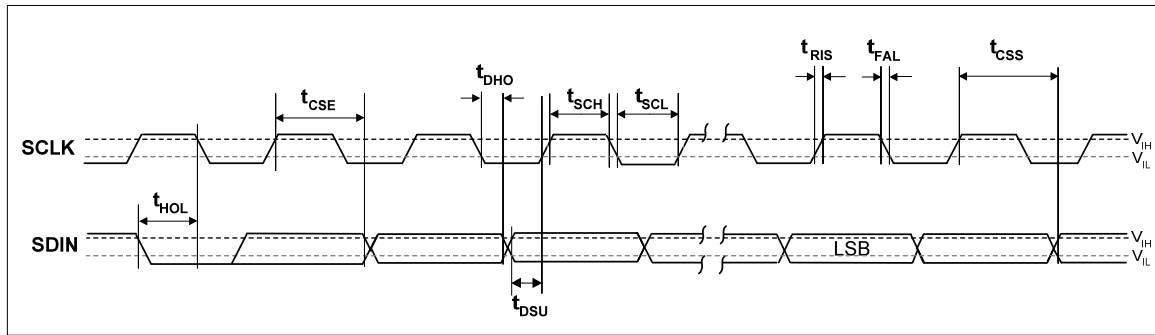 tRIS tFAL tCSS
tDHO
tCSE tSCH tSCL
SCLK VIH
VIL
tHOL
SDIN VIH
LSB
VIL
tDSU